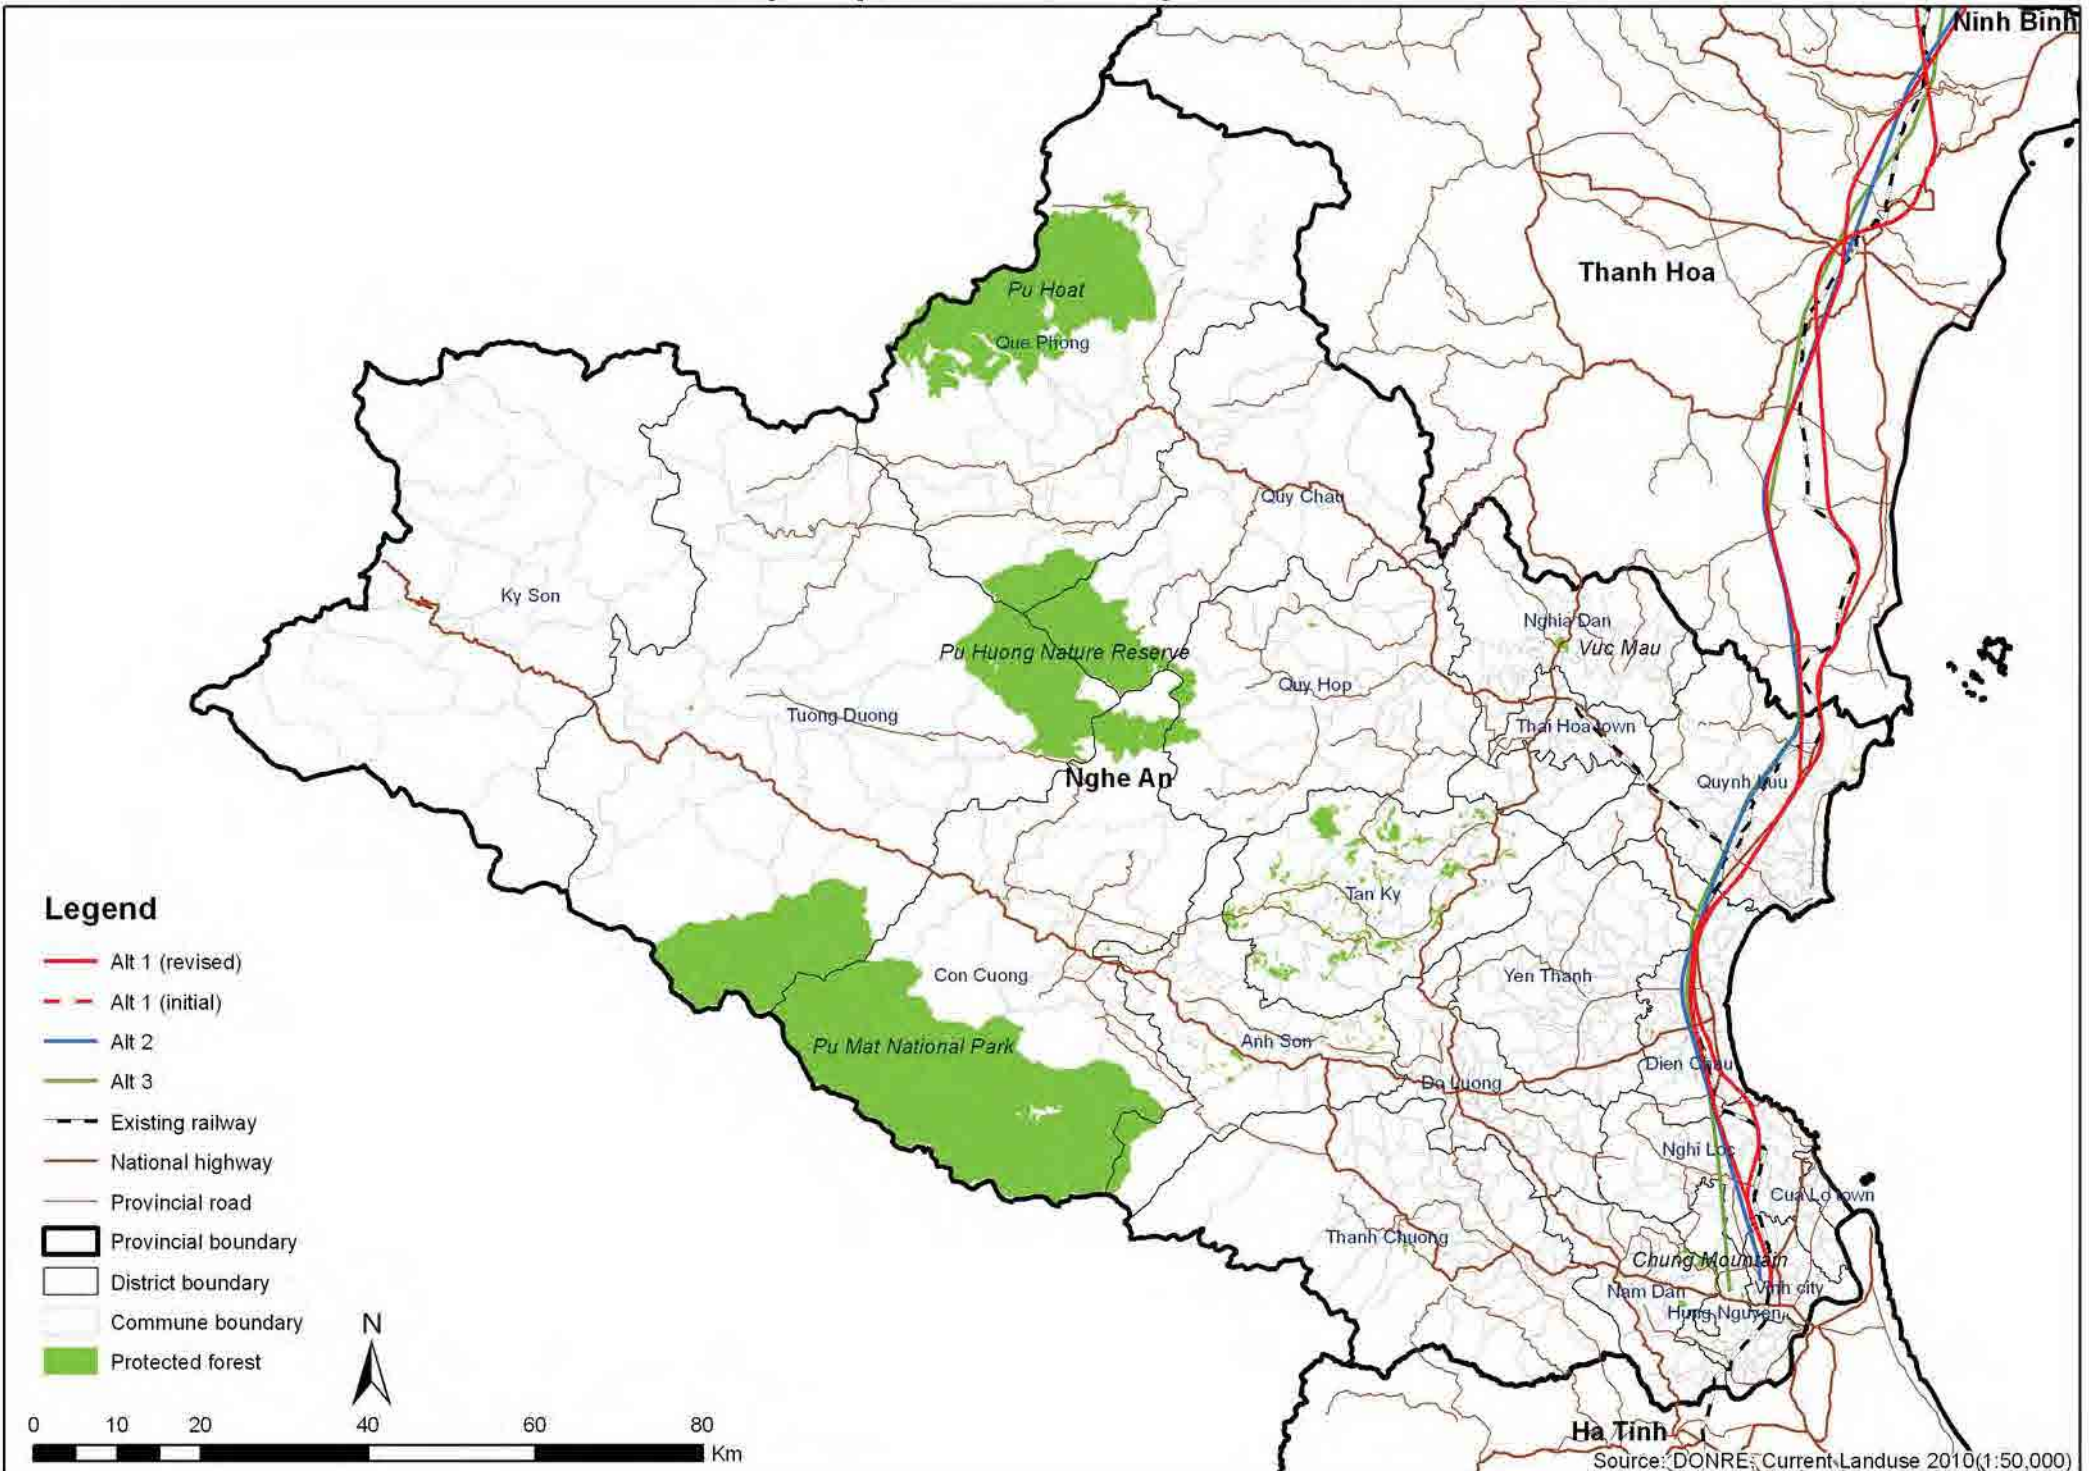 Ninh Binh
Thanh Hoa
Pu Hoat
Que Phong
Quy Chau
Ky Son
Nghia Dan
Vuc Mau
Pu Huong Nature Reserve
Quy Hop
Tuong Duong
Thai Hoa town
Nghe An
Quynh Luu
Tan Ky
Con Cuong
Yen Thanh
Pu Mat National Park
Anh Son
Dien Chau
Do Luong
Nghi Loc
Cua Lo town
Thanh Chuong
Chung Mountain
Nam Dan
Vinh city
Hung Nguyen
Ha Tinh
Legend
Alt 1 (revised)
Alt 1 (initial)
Alt 2
Alt 3
Existing railway
National highway
Provincial road
Provincial boundary
District boundary
Commune boundary
Protected forest
N
0 10 20 40 60 80
Km
Source: DONRE; Current Landuse 2010(1:50,000)